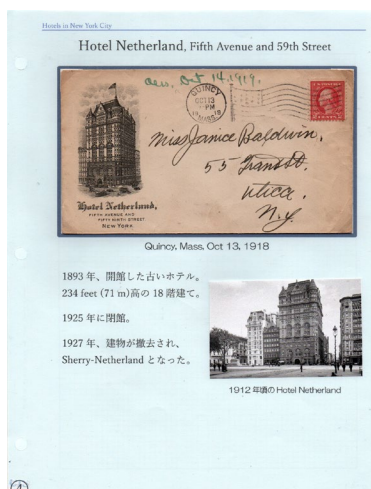 Hotels in New York City
Hotel Netherland, Fifth Avenue and 59th Street
Oct 14, 1919.
QUINCY
OCT 13
PM
MASS.
Miss Janice Baldwin.
55
Utica,
N.Y.
Hotel Netherland,
FIFTH AVENUE AND
FIFTY NINTH STREET
NEW YORK
Quincy, Mass. Oct 13, 1918
1893 年、開館した古いホテル。
234 feet (71 m)高の 18 階建て。
1925 年に閉館。
1927 年、建物が撤去され、
Sherry-Netherland となった。
1912 年頃の Hotel Netherland